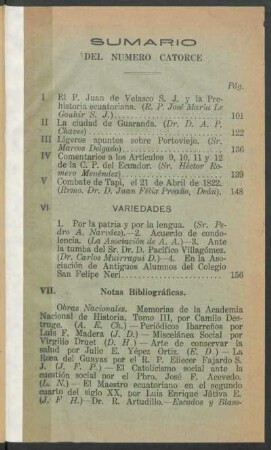 SUMARIO
DEL NUMERO CATORCE
Pág.
I El P. Juan de Velasco S. J. y la Pre-
historia ecuatoriana. (R. P. José María Le
Gouhir S. J.) 101
II La ciudad de Guaranda. (Dr. D. A. P.
Chaves) 122
III Ligeros apuntes sobre Portoviejo. (Sr.
Marcos Delgado) 136
IV Comentarios a los Artículos 9, 10, 11 y 12
de la C. P. del Ecuador. (Sr. Héctor Ro-
mero Menéndez) 139
V Combate de Tapi, el 21 de Abril de 1822.
(Rvmo. Dr. D. Juan Félix Proaño, Deán) 148
VI VARIEDADES
1. Por la patria y por la lengua. (Sr. Pe-
dro A. Narváez).—2. Acuerdo de condo-
lencia. (La Asociación de A. A.)—3. Ante
la tumba del Sr. Dr. D. Pacífico Villagómez.
(Dr. Carlos Muirragui D.)—4. En la Aso-
ciación de Antiguos Alumnos del Colegio
San Felipe Neri 156
VII. Notas Bibliográficas.
Obras Nacionales. Memorias de la Academia
Nacional de Historia, Tomo III, por Camilo Des-
truge. (A. E. Ch.)—Periódicos Ibarreños por
Luis F. Madera (J. D.)—Miscelánea Social por
Virgilio Druet (D. H.)—Arte de conservar la
salud por Julio E. Yépez Ortiz. (E. D.)—La
Rosa del Guayas por el R. P. Eliecer Fajardo S.
J. (J. F. P.)—El Catolicismo social ante la
cuestión social por el Pbro. José F. Acevedo.
(L. N.)—El Maestro ecuatoriano en el segundo
cuarto del siglo XX, por Luis Enrique Játiva E.
(J F H.)—Dr. R. Artudillo.—Escudos y Blaso-